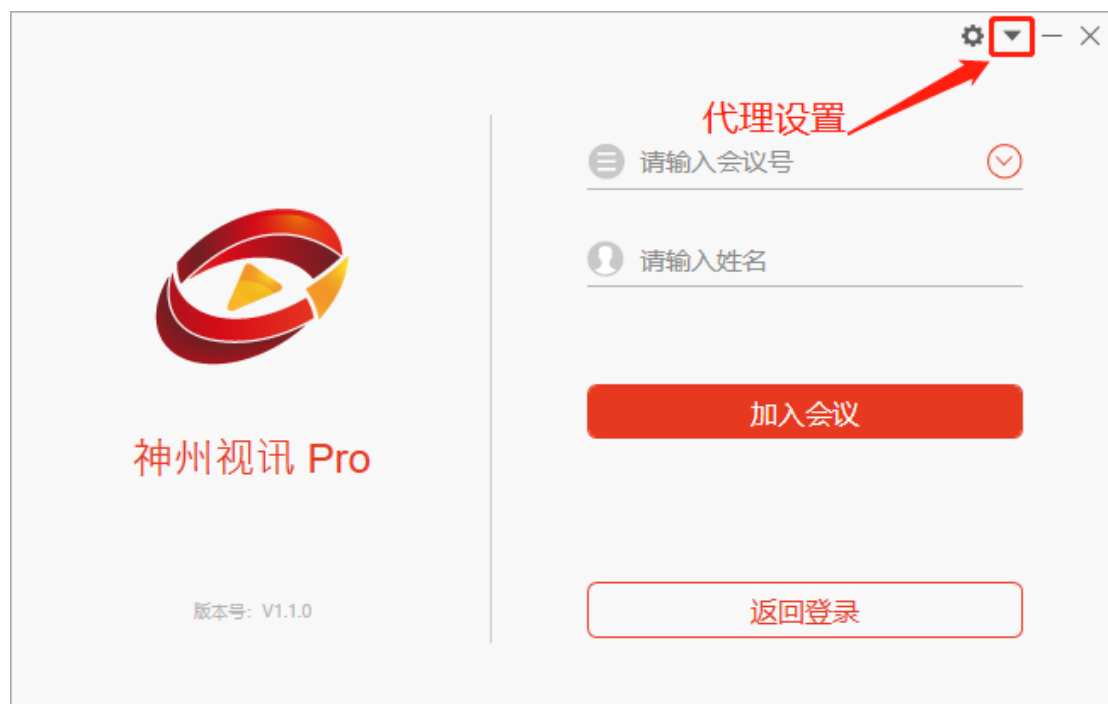 代理设置
请输入会议号
请输入姓名
加入会议
神州视讯 Pro
版本号：V1.1.0
返回登录